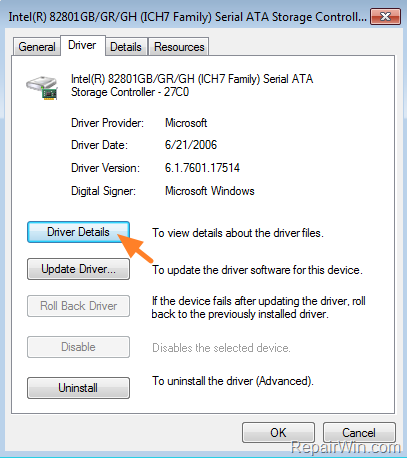 Intel(R) 82801GB/GR/GH (ICH7 Family) Serial ATA Storage Controll...
General
Driver
Details
Resources
Intel(R) 82801GB/GR/GH (ICH7 Family) Serial ATA
Storage Controller - 27C0
Driver Provider: Microsoft
Driver Date: 6/21/2006
Driver Version: 6.1.7601.17514
Digital Signer: Microsoft Windows
Driver Details To view details about the driver files.
Update Driver... To update the driver software for this device.
Roll Back Driver If the device fails after updating the driver, roll
back to the previously installed driver.
Disable Disables the selected device.
Uninstall To uninstall the driver (Advanced).
OK
Cancel
RepairWin.com